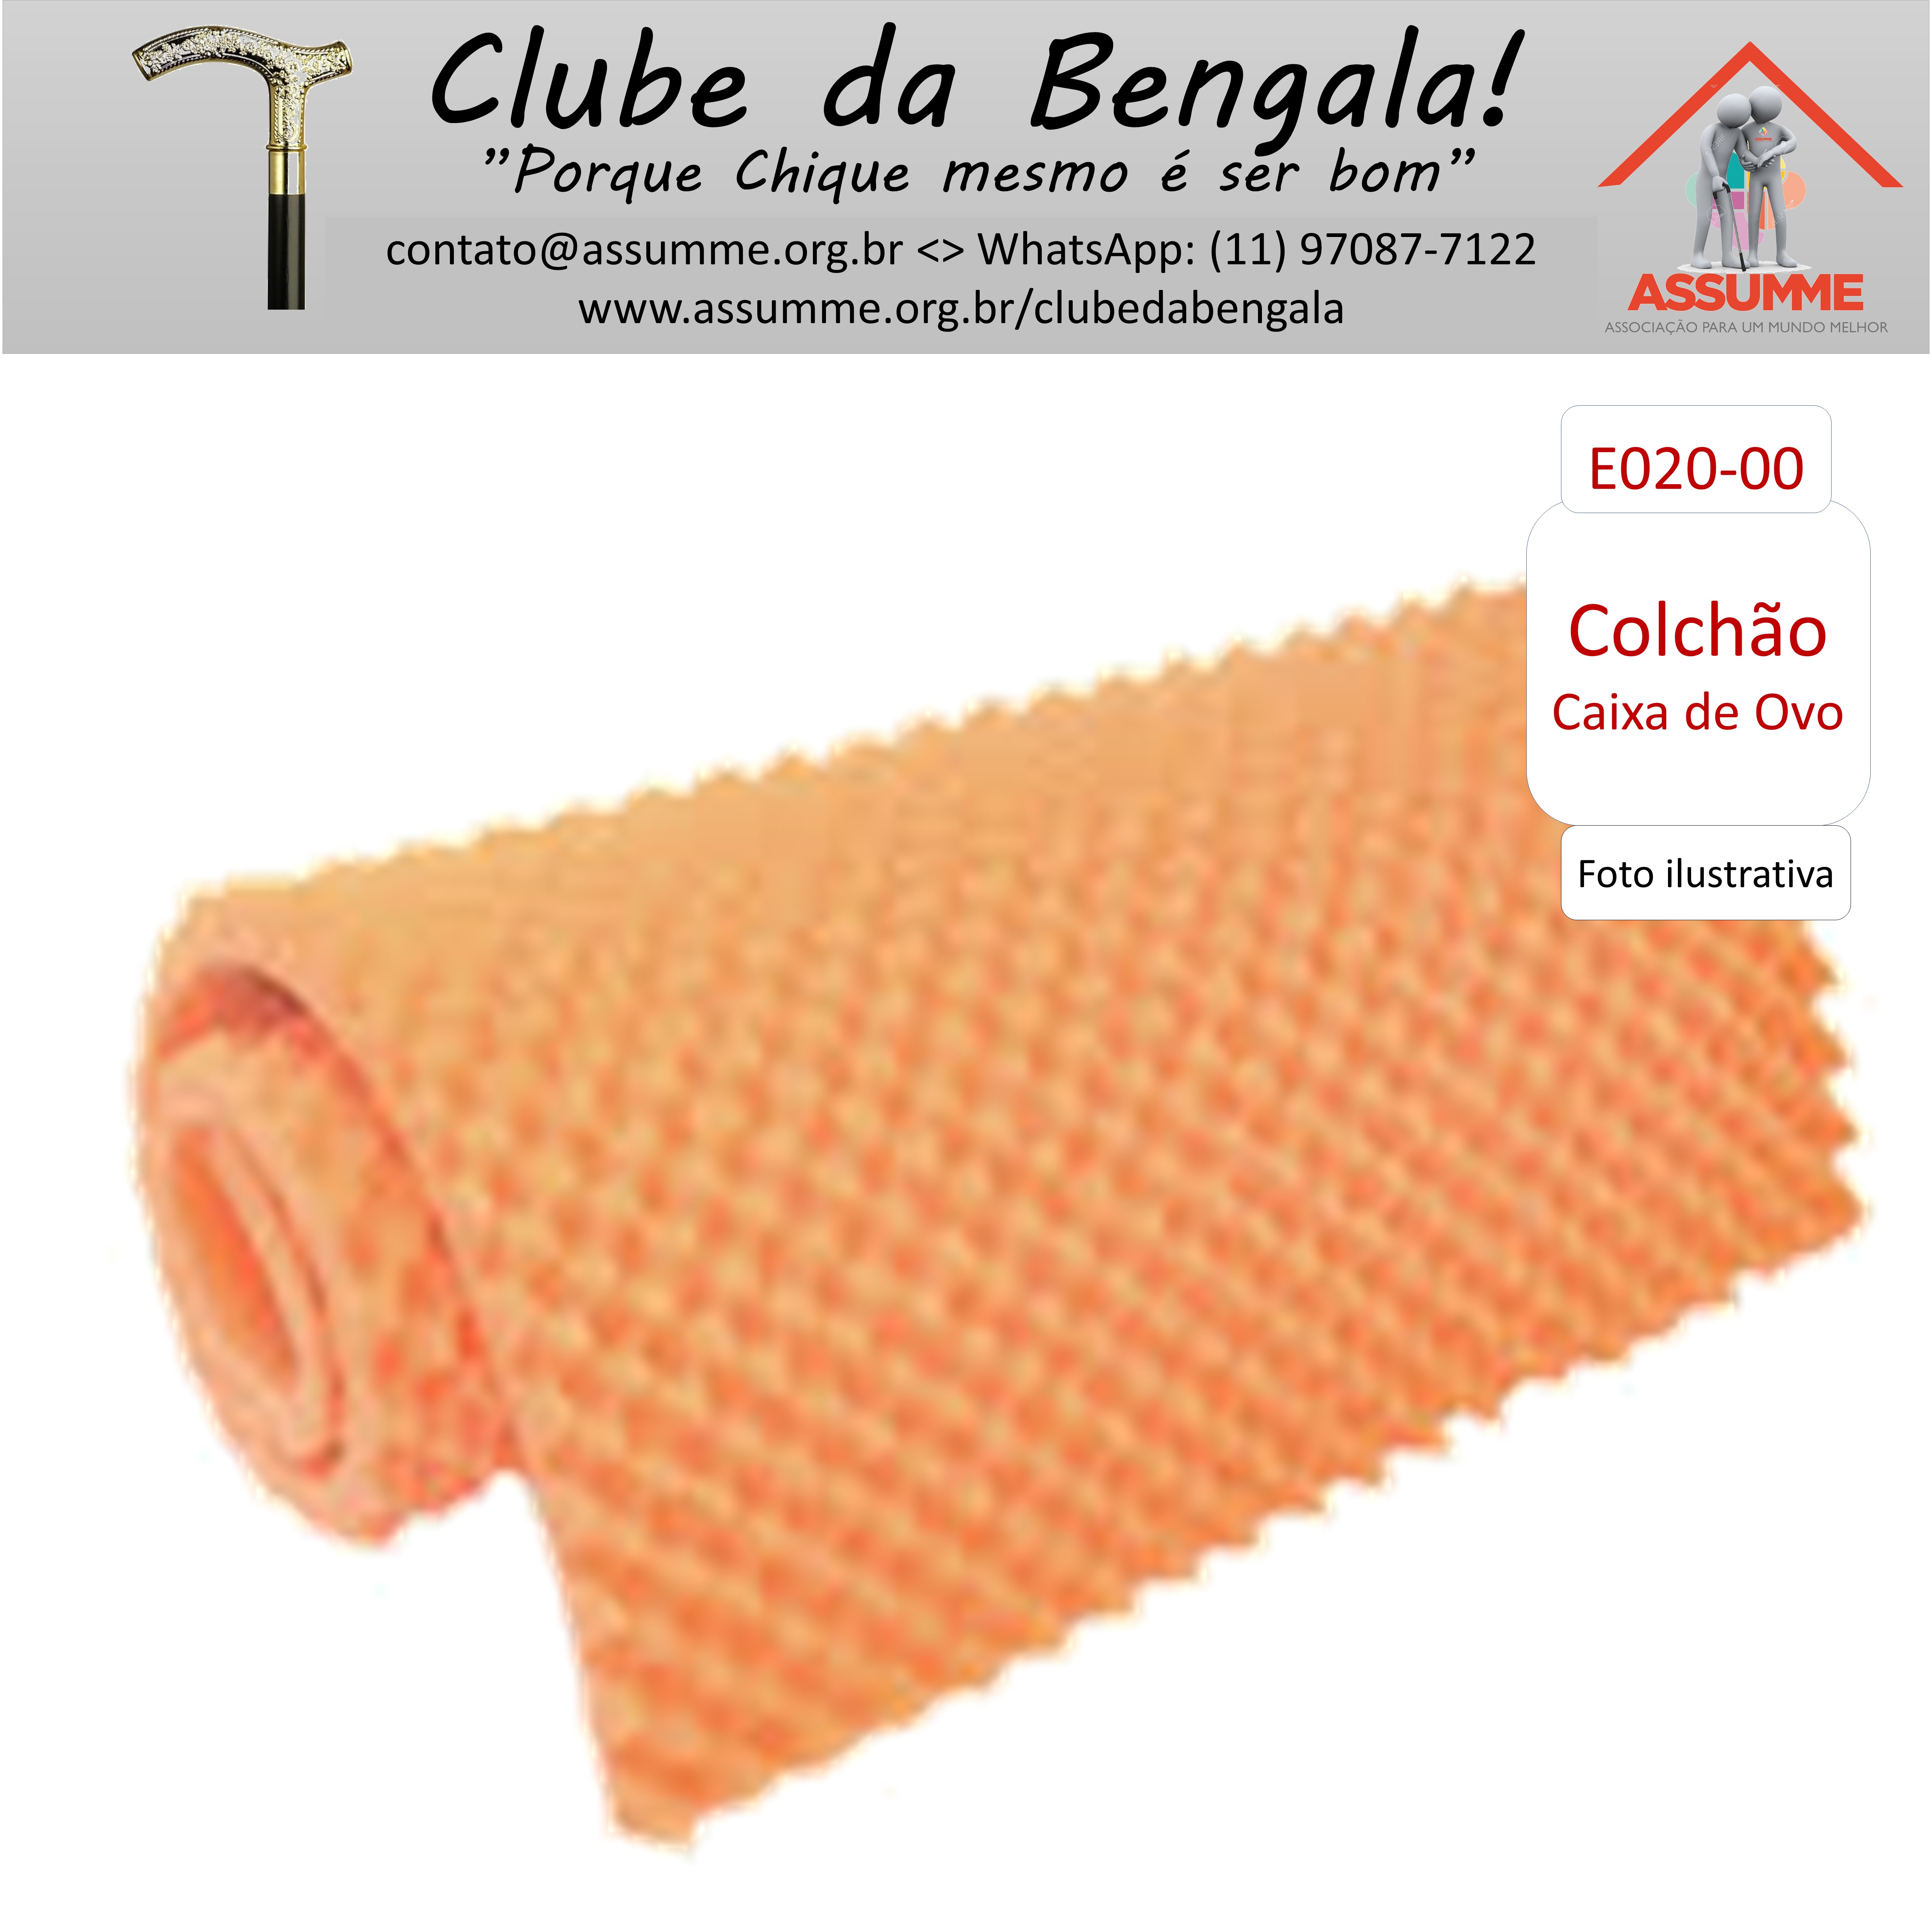 Clube da Bengala!
”Porque Chique mesmo é ser bom”
contato@assumme.org.br <> WhatsApp: (11) 97087-7122
www.assumme.org.br/clubedabengala
ASSUMME
ASSOCIAÇÃO PARA UM MUNDO MELHOR
E020-00
Colchão
Caixa de Ovo
Foto ilustrativa